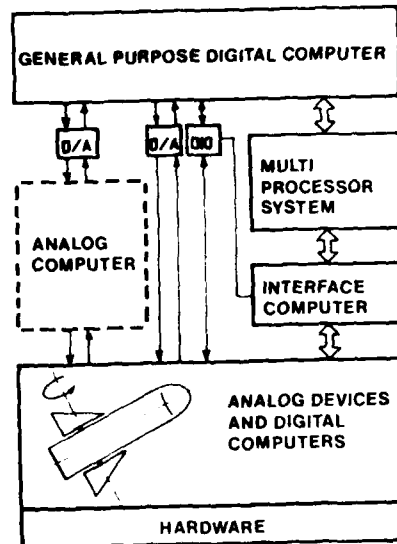 GENERAL PURPOSE DIGITAL COMPUTER
D/A
D/A
DIO
MULTI
PROCESSOR
SYSTEM
ANALOG
COMPUTER
INTERFACE
COMPUTER
ANALOG DEVICES
AND DIGITAL
COMPUTERS
HARDWARE